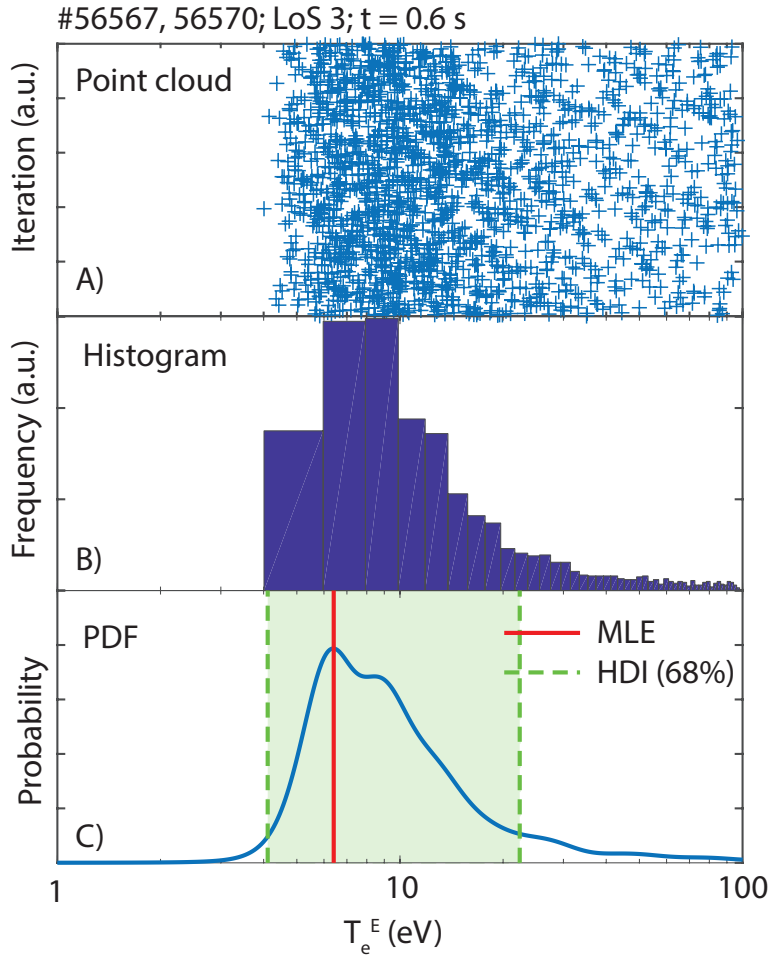 #56567, 56570; LoS 3; t = 0.6 s
Point cloud
Iteration (a.u.)
A)
Histogram
Frequency (a.u.)
B)
PDF
MLE
HDI (68%)
Probability
C)
1 10 100
T_e^E (eV)